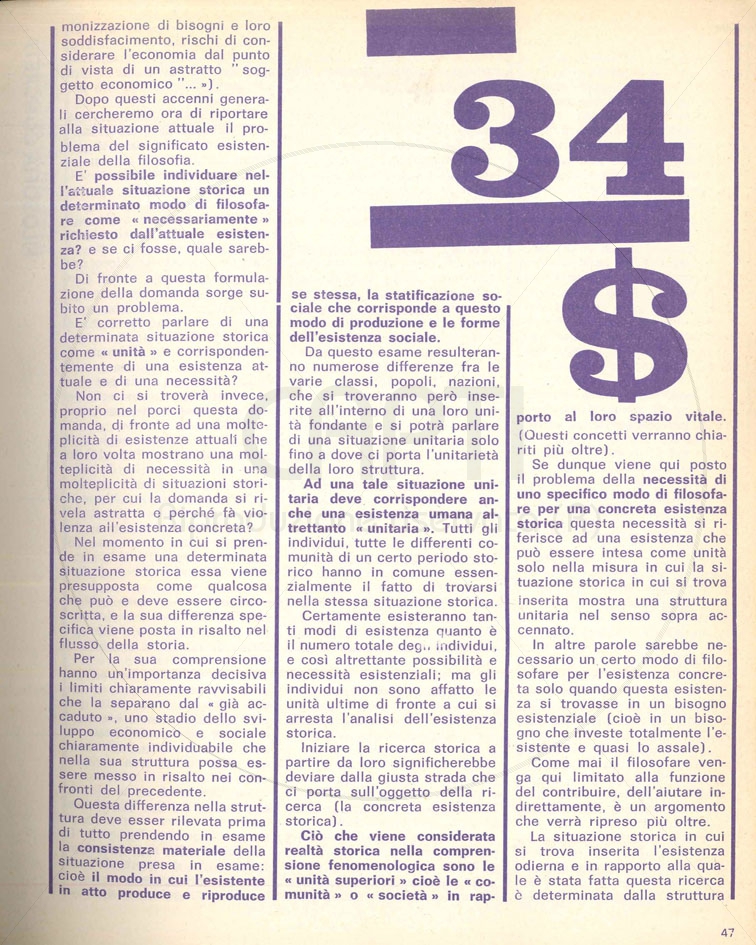 monizzazione di bisogni e loro
soddisfacimento, rischi di con-
siderare l'economia dal punto
di vista di un astratto " sog-
getto economico "... »).
Dopo questi accenni genera-
li cercheremo ora di riportare
alla situazione attuale il pro-
blema del significato esisten-
ziale della filosofia.
E' possibile individuare nel-
l'attuale situazione storica un
determinato modo di filosofa-
re come « necessariamente »
richiesto dall'attuale esisten-
za? e se ci fosse, quale sareb-
be?
Di fronte a questa formula-
zione della domanda sorge su-
bito un problema.
E' corretto parlare di una
determinata situazione storica
come « unità » e corrisponden-
temente di una esistenza at-
tuale e di una necessità?
Non ci si troverà invece,
proprio nel porci questa do-
manda, di fronte ad una molte-
plicità di esistenze attuali che
a loro volta mostrano una mol-
teplicità di necessità in una
molteplicità di situazioni stori-
che, per cui la domanda si ri-
vela astratta e perché fà vio-
lenza all'esistenza concreta?
Nel momento in cui si pren-
de in esame una determinata
situazione storica essa viene
presupposta come qualcosa
che può e deve essere circo-
scritta, e la sua differenza spe-
cifica viene posta in risalto nel
flusso della storia.
Per la sua comprensione
hanno un'importanza decisiva
i limiti chiaramente ravvisabili
che la separano dal « già ac-
caduto », uno stadio dello svi-
luppo economico e sociale
chiaramente individuabile che
nella sua struttura possa es-
sere messo in risalto nei con-
fronti del precedente.
Questa differenza nella strut-
tura deve esser rilevata prima
di tutto prendendo in esame
la consistenza materiale della
situazione presa in esame:
cioè il modo in cui l'esistente
in atto produce e riproduce
34
$
se stessa, la statificazione so-
ciale che corrisponde a questo
modo di produzione e le forme
dell'esistenza sociale.
Da questo esame resulteran-
no numerose differenze fra le
varie classi, popoli, nazioni,
che si troveranno però inse-
rite all'interno di una loro uni-
tà fondante e si potrà parlare
di una situazione unitaria solo
fino a dove ci porta l'unitarietà
della loro struttura.
Ad una tale situazione uni-
taria deve corrispondere an-
che una esistenza umana al-
trettanto « unitaria ». Tutti gli
individui, tutte le differenti co-
munità di un certo periodo sto-
rico hanno in comune essen-
zialmente il fatto di trovarsi
nella stessa situazione storica.
Certamente esisteranno tan-
ti modi di esistenza quanto è
il numero totale degli individui,
e così altrettante possibilità e
necessità esistenziali; ma gli
individui non sono affatto le
unità ultime di fronte a cui si
arresta l'analisi dell'esistenza
storica.
Iniziare la ricerca storica a
partire da loro significherebbe
deviare dalla giusta strada che
ci porta sull'oggetto della ri-
cerca (la concreta esistenza
storica).
Ciò che viene considerata
realtà storica nella compren-
sione fenomenologica sono le
« unità superiori » cioè le « co-
munità » o « società » in rap-
porto al loro spazio vitale.
(Questi concetti verranno chia-
riti più oltre).
Se dunque viene qui posto
il problema della necessità di
uno specifico modo di filosofa-
re per una concreta esistenza
storica questa necessità si ri-
ferisce ad una esistenza che
può essere intesa come unità
solo nella misura in cui la si-
tuazione storica in cui si trova
inserita mostra una struttura
unitaria nel senso sopra ac-
cennato.
In altre parole sarebbe ne-
cessario un certo modo di filo-
sofare per l'esistenza concre-
ta solo quando questa esisten-
za si trovasse in un bisogno
esistenziale (cioè in un biso-
gno che investe totalmente l'e-
sistente e quasi lo assale).
Come mai il filosofare ven-
ga qui limitato alla funzione
del contribuire, dell'aiutare in-
direttamente, è un argomento
che verrà ripreso più oltre.
La situazione storica in cui
si trova inserita l'esistenza
odierna e in rapporto alla qua-
le è stata fatta questa ricerca
è determinata dalla struttura
47